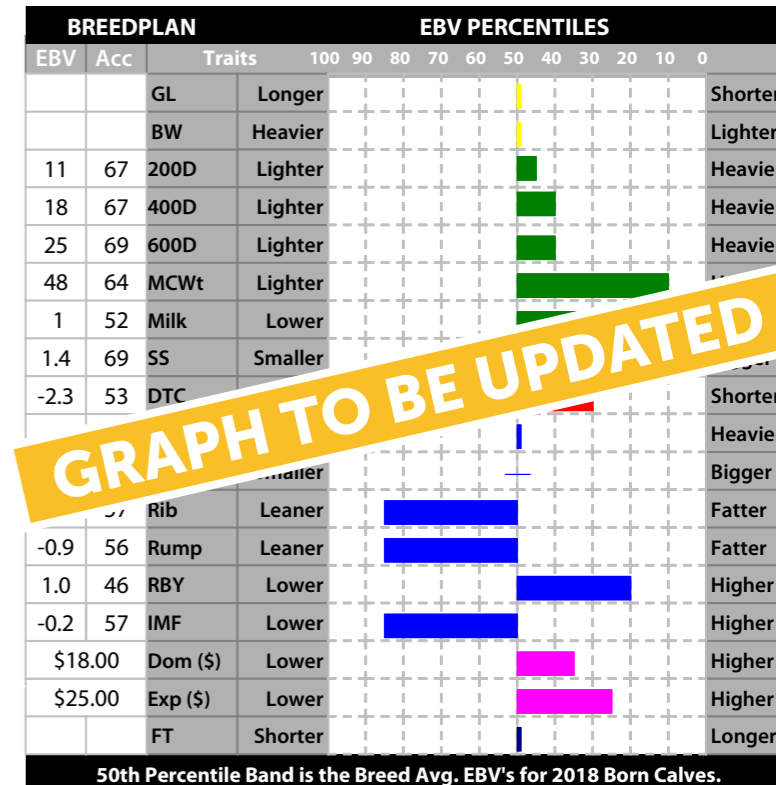 BREEDPLAN EBV PERCENTILES
EBV Acc Traits 100 90 80 70 60 50 40 30 20 10 0
GL Longer Shorter
BW Heavier Lighter
11 67 200D Lighter Heavie
18 67 400D Lighter Heavie
25 69 600D Lighter Heavie
48 64 MCWt Lighter
1 52 Milk Lower
1.4 69 SS Smaller
-2.3 53 DTC Shorter
GRAPH TO BE UPDATED
Heavie
Bigger
57 Rib Leaner Fatter
-0.9 56 Rump Leaner Fatter
1.0 46 RBY Lower Higher
-0.2 57 IMF Lower Higher
$18.00 Dom ($) Lower Higher
$25.00 Exp ($) Lower Higher
FT Shorter Longer
50th Percentile Band is the Breed Avg. EBV's for 2018 Born Calves.